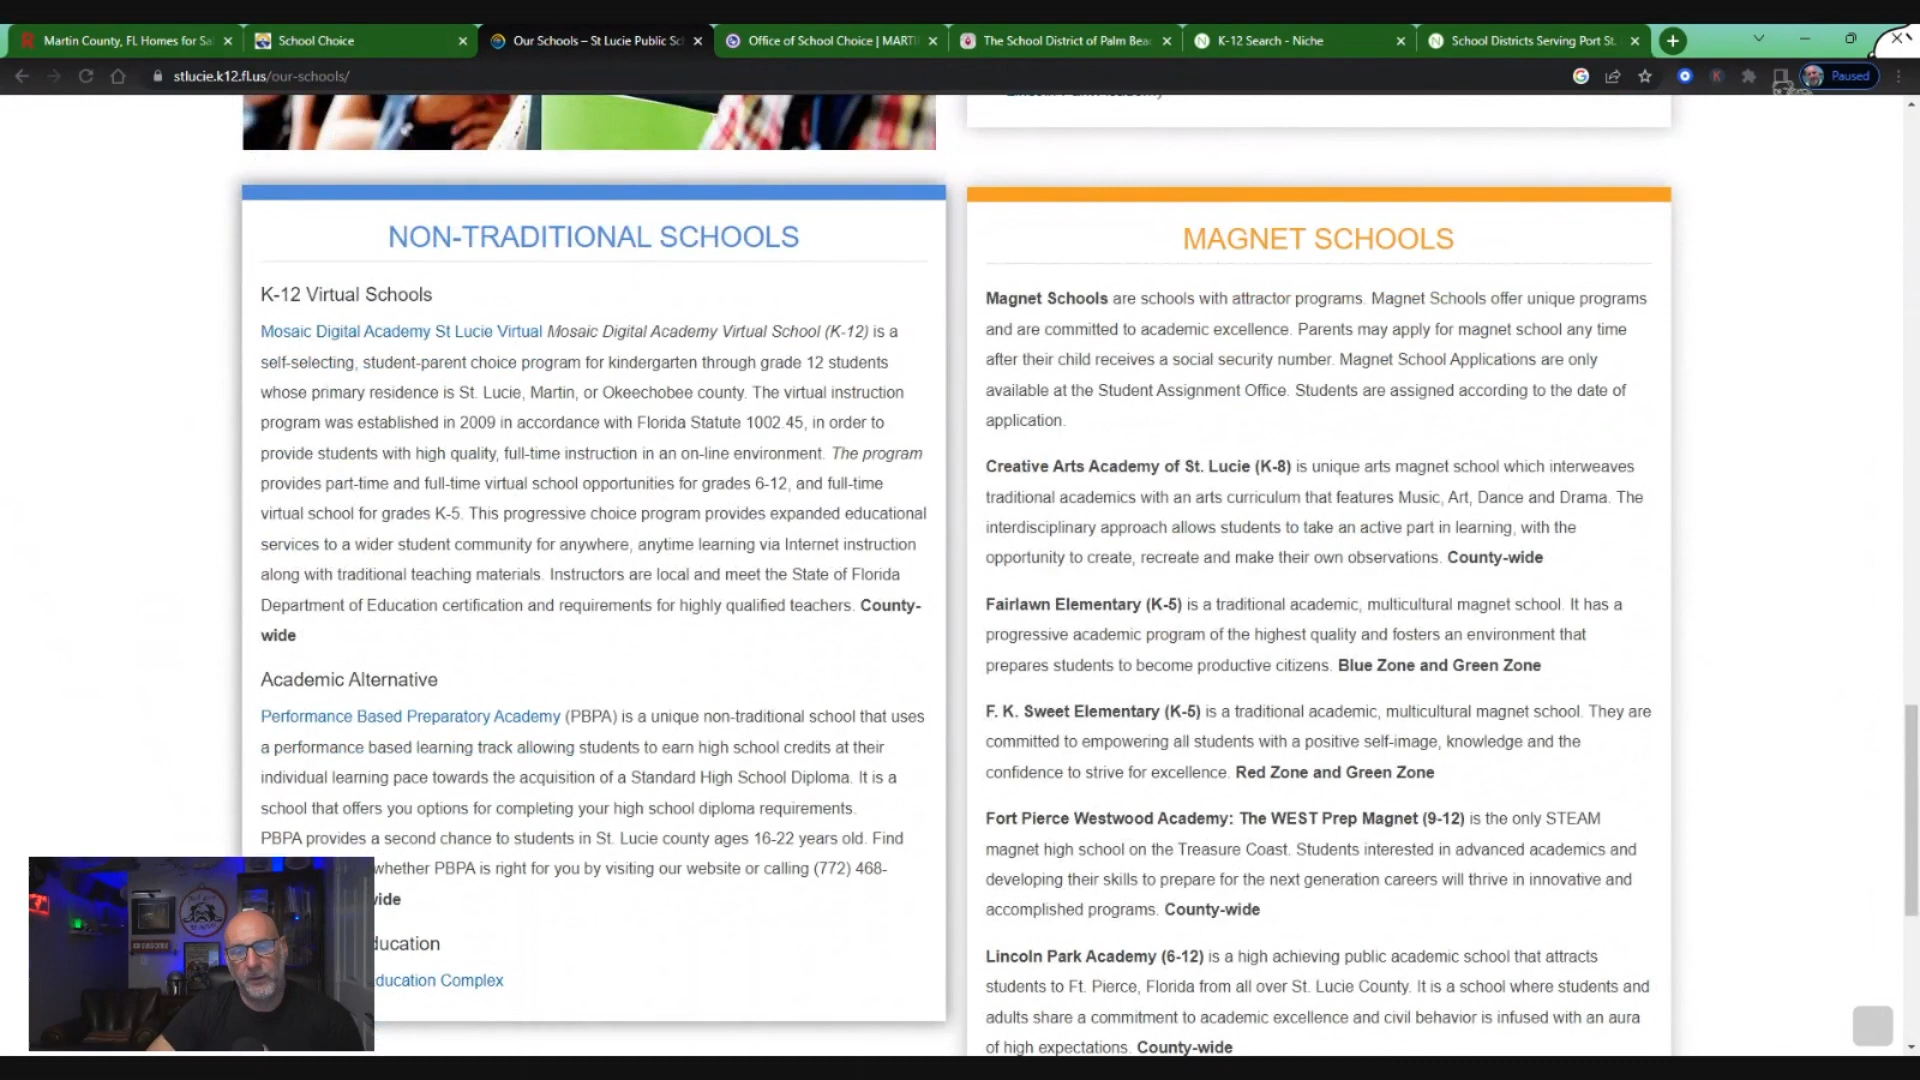 Martin County, FL Homes for Sa
School Choice
Our Schools – St Lucie Public Sc
Office of School Choice | MARTI
The School District of Palm Beac
K-12 Search - Niche
School Districts Serving Port St.
stlucie.k12.fl.us/our-schools/
Paused
NON-TRADITIONAL SCHOOLS
K-12 Virtual Schools
Mosaic Digital Academy St Lucie Virtual Mosaic Digital Academy Virtual School (K-12) is a
self-selecting, student-parent choice program for kindergarten through grade 12 students
whose primary residence is St. Lucie, Martin, or Okeechobee county. The virtual instruction
program was established in 2009 in accordance with Florida Statute 1002.45, in order to
provide students with high quality, full-time instruction in an on-line environment. The program
provides part-time and full-time virtual school opportunities for grades 6-12, and full-time
virtual school for grades K-5. This progressive choice program provides expanded educational
services to a wider student community for anywhere, anytime learning via Internet instruction
along with traditional teaching materials. Instructors are local and meet the State of Florida
Department of Education certification and requirements for highly qualified teachers. County-
wide
Academic Alternative
Performance Based Preparatory Academy (PBPA) is a unique non-traditional school that uses
a performance based learning track allowing students to earn high school credits at their
individual learning pace towards the acquisition of a Standard High School Diploma. It is a
school that offers you options for completing your high school diploma requirements.
PBPA provides a second chance to students in St. Lucie county ages 16-22 years old. Find
whether PBPA is right for you by visiting our website or calling (772) 468-
wide
ducation
ducation Complex
MAGNET SCHOOLS
Magnet Schools are schools with attractor programs. Magnet Schools offer unique programs
and are committed to academic excellence. Parents may apply for magnet school any time
after their child receives a social security number. Magnet School Applications are only
available at the Student Assignment Office. Students are assigned according to the date of
application.
Creative Arts Academy of St. Lucie (K-8) is unique arts magnet school which interweaves
traditional academics with an arts curriculum that features Music, Art, Dance and Drama. The
interdisciplinary approach allows students to take an active part in learning, with the
opportunity to create, recreate and make their own observations. County-wide
Fairlawn Elementary (K-5) is a traditional academic, multicultural magnet school. It has a
progressive academic program of the highest quality and fosters an environment that
prepares students to become productive citizens. Blue Zone and Green Zone
F. K. Sweet Elementary (K-5) is a traditional academic, multicultural magnet school. They are
committed to empowering all students with a positive self-image, knowledge and the
confidence to strive for excellence. Red Zone and Green Zone
Fort Pierce Westwood Academy: The WEST Prep Magnet (9-12) is the only STEAM
magnet high school on the Treasure Coast. Students interested in advanced academics and
developing their skills to prepare for the next generation careers will thrive in innovative and
accomplished programs. County-wide
Lincoln Park Academy (6-12) is a high achieving public academic school that attracts
students to Ft. Pierce, Florida from all over St. Lucie County. It is a school where students and
adults share a commitment to academic excellence and civil behavior is infused with an aura
of high expectations. County-wide